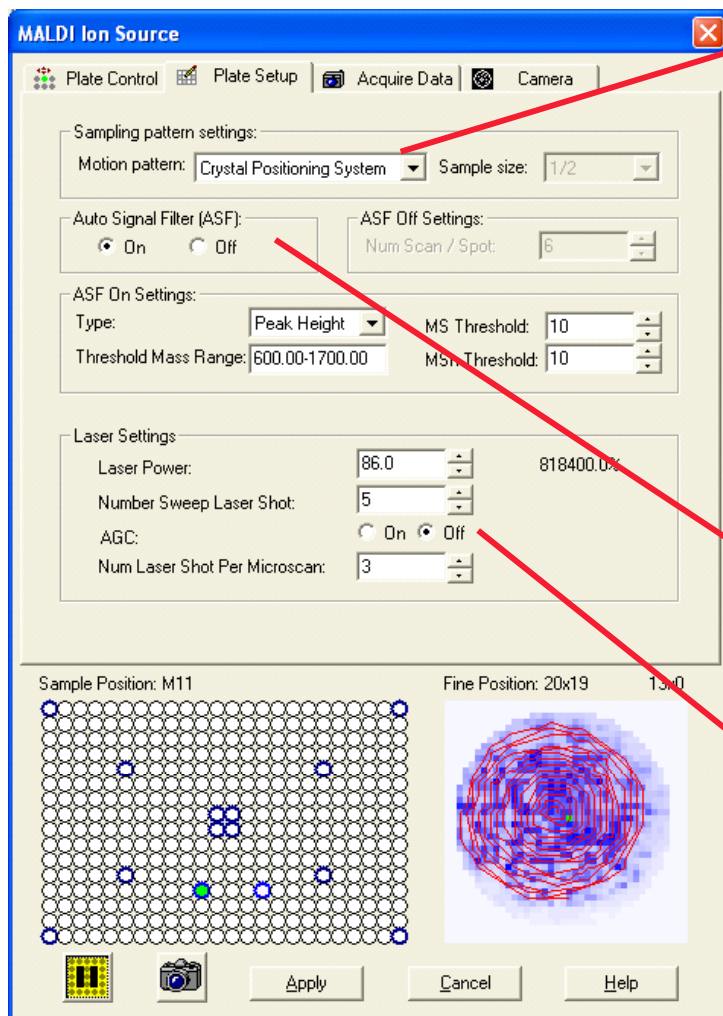 MALDI Ion Source
Plate Control Plate Setup Acquire Data Camera
Sampling pattern settings:
Motion pattern: Crystal Positioning System Sample size: 1/2
Auto Signal Filter (ASF): ASF Off Settings:
On Off Num Scan / Spot: 6
ASF On Settings:
Type: Peak Height MS Threshold: 10
Threshold Mass Range: 600.00-1700.00 MSn Threshold: 10
Laser Settings
Laser Power: 86.0 818400.0%
Number Sweep Laser Shot: 5
AGC: On Off
Num Laser Shot Per Microscan: 3
Sample Position: M11 Fine Position: 20x19
Apply Cancel Help